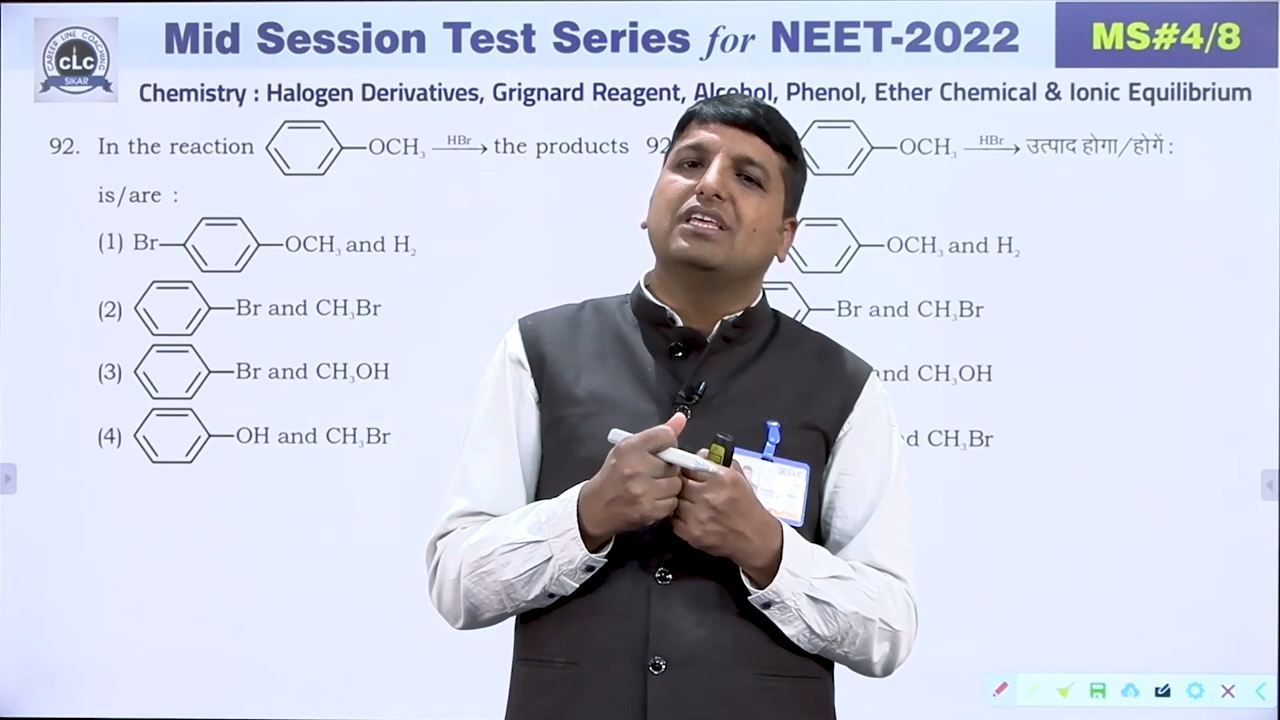 Mid Session Test Series for NEET-2022
MS#4/8
CAREER LINE COACHING
CLC
SIKAR
Chemistry : Halogen Derivatives, Grignard Reagent, Alcohol, Phenol, Ether Chemical & Ionic Equilibrium
92. In the reaction OCH₃ HBr the products
is/are :
(1) Br OCH₃ and H₂
(2) Br and CH₃Br
(3) Br and CH₃OH
(4) OH and CH₃Br
92 OCH₃ HBr उत्पाद होगा/होगें :
OCH₃ and H₂
Br and CH₃Br
and CH₃OH
CH₃Br